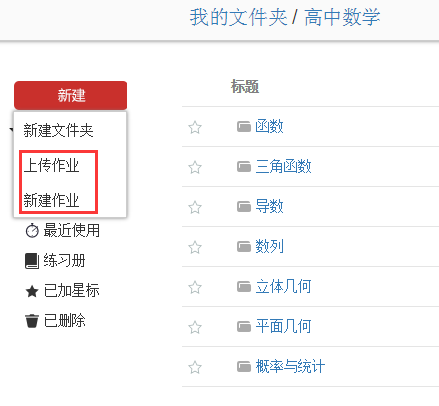 我的文件夹 / 高中数学
新建
新建文件夹
上传作业
新建作业
最近使用
练习册
已加星标
已删除
标题
函数
三角函数
导数
数列
立体几何
平面几何
概率与统计